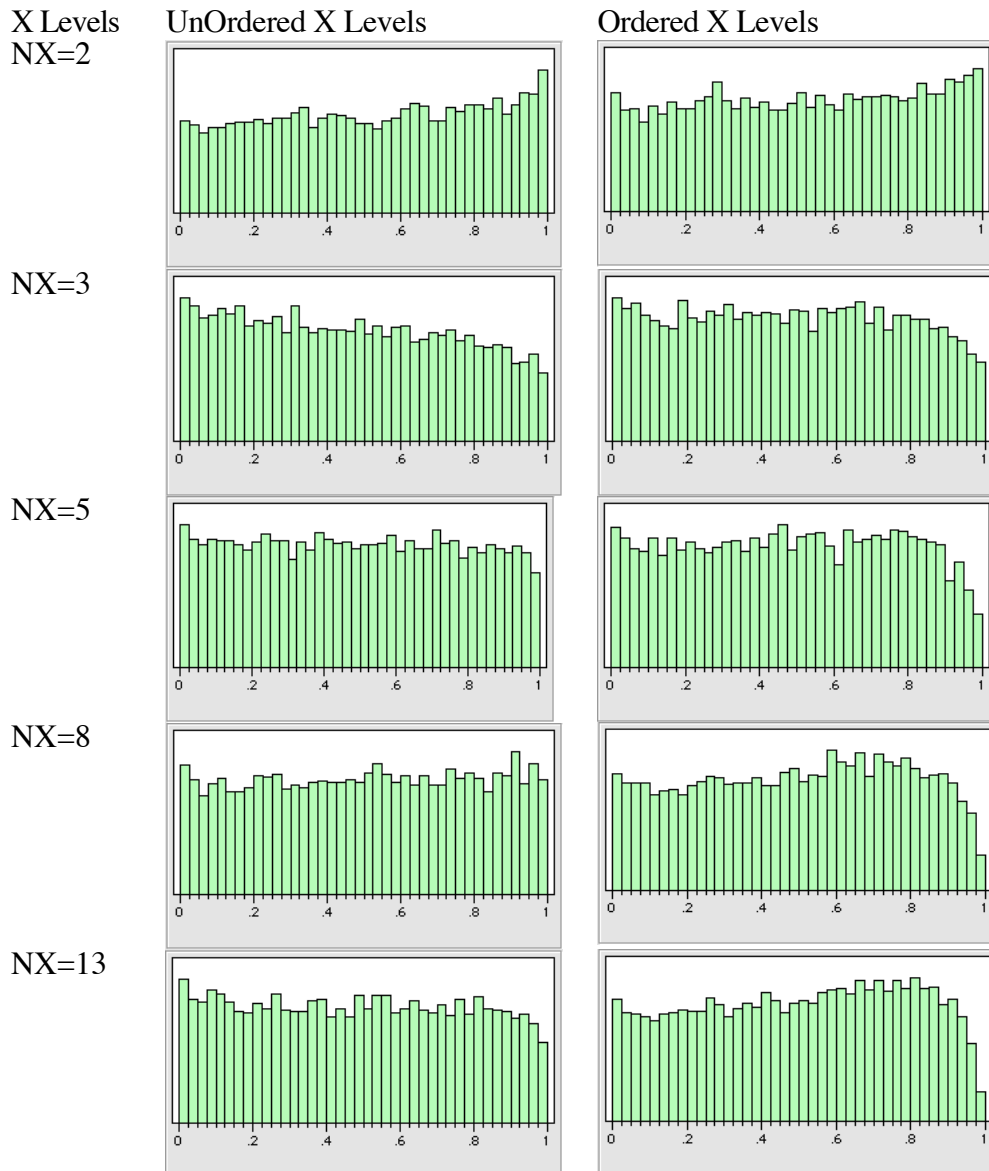 X Levels UnOrdered X Levels Ordered X Levels
NX=2
0 .2 .4 .6 .8 1 0 .2 .4 .6 .8 1
NX=3
0 .2 .4 .6 .8 1 0 .2 .4 .6 .8 1
NX=5
0 .2 .4 .6 .8 1 0 .2 .4 .6 .8 1
NX=8
0 .2 .4 .6 .8 1 0 .2 .4 .6 .8 1
NX=13
0 .2 .4 .6 .8 1 0 .2 .4 .6 .8 1